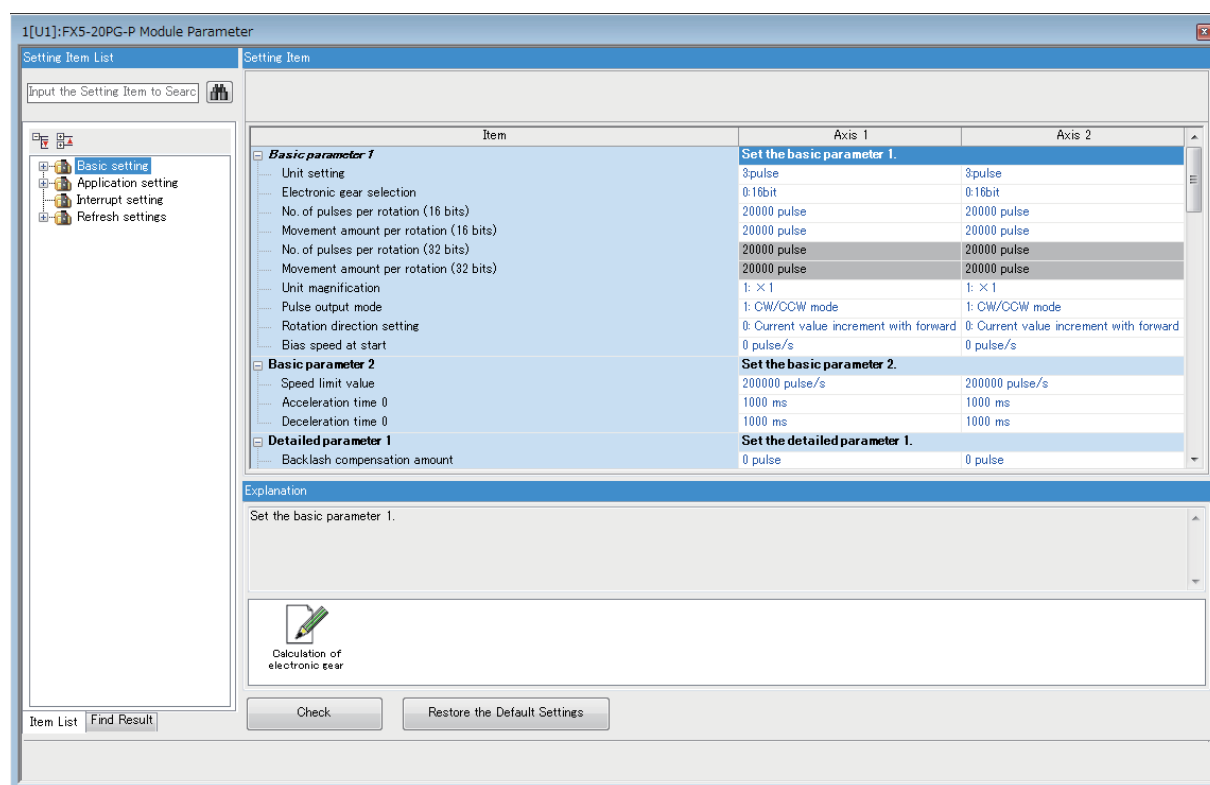 1[U1]:FX5-20PG-P Module Parameter
Setting Item List
Setting Item
Input the Setting Item to Searc
Basic setting
Application setting
Interrupt setting
Refresh settings
Item Axis 1 Axis 2
Basic parameter 1 Set the basic parameter 1.
Unit setting 3:pulse 3:pulse
Electronic gear selection 0:16bit 0:16bit
No. of pulses per rotation (16 bits) 20000 pulse 20000 pulse
Movement amount per rotation (16 bits) 20000 pulse 20000 pulse
No. of pulses per rotation (32 bits) 20000 pulse 20000 pulse
Movement amount per rotation (32 bits) 20000 pulse 20000 pulse
Unit magnification 1: ×1 1: ×1
Pulse output mode 1: CW/CCW mode 1: CW/CCW mode
Rotation direction setting 0: Current value increment with forward 0: Current value increment with forward
Bias speed at start 0 pulse/s 0 pulse/s
Basic parameter 2 Set the basic parameter 2.
Speed limit value 200000 pulse/s 200000 pulse/s
Acceleration time 0 1000 ms 1000 ms
Deceleration time 0 1000 ms 1000 ms
Detailed parameter 1 Set the detailed parameter 1.
Backlash compensation amount 0 pulse 0 pulse
Explanation
Set the basic parameter 1.
Calculation of
electronic gear
Item List Find Result
Check Restore the Default Settings